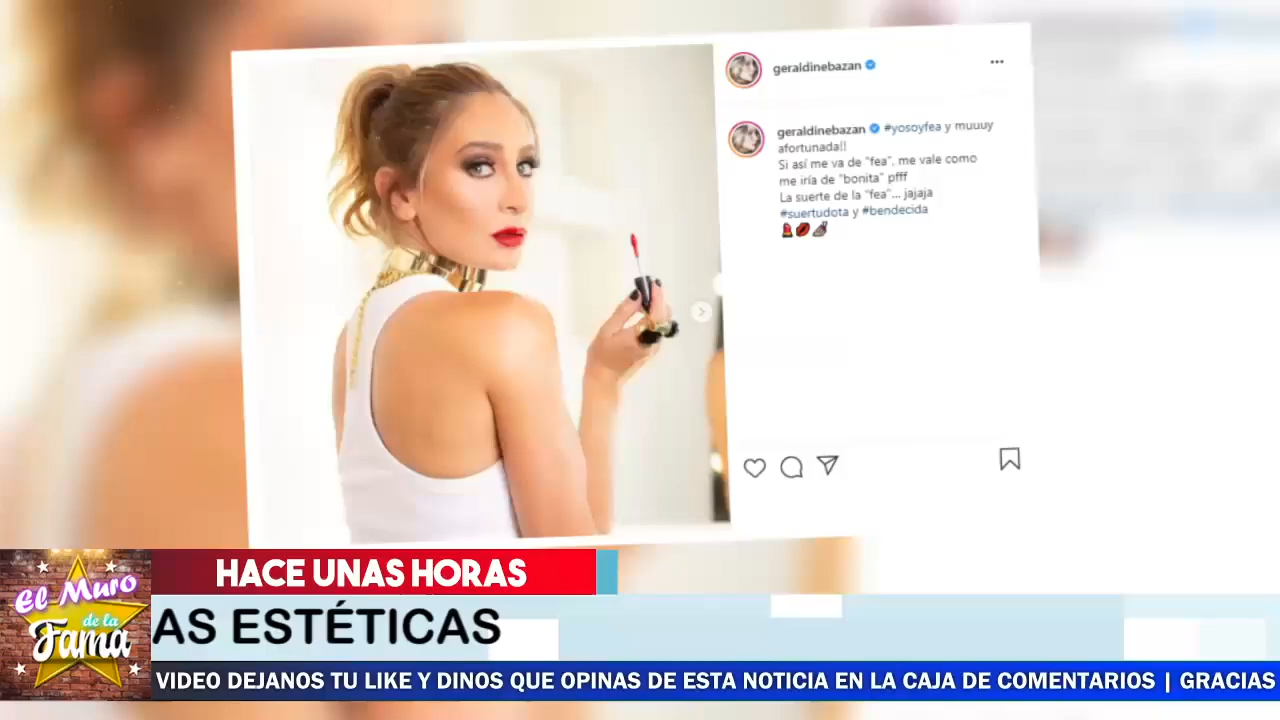 geraldinebazan
geraldinebazan #yosoyfea y muuuy
afortunada!!
Si así me va de "fea", me vale como
me iría de "bonita" pfff
La suerte de la "fea"... jajaja
#suertudota y #bendecida
El Muro
de la
Fama
HACE UNAS HORAS
AS ESTÉTICAS
VIDEO DEJANOS TU LIKE Y DINOS QUE OPINAS DE ESTA NOTICIA EN LA CAJA DE COMENTARIOS | GRACIAS